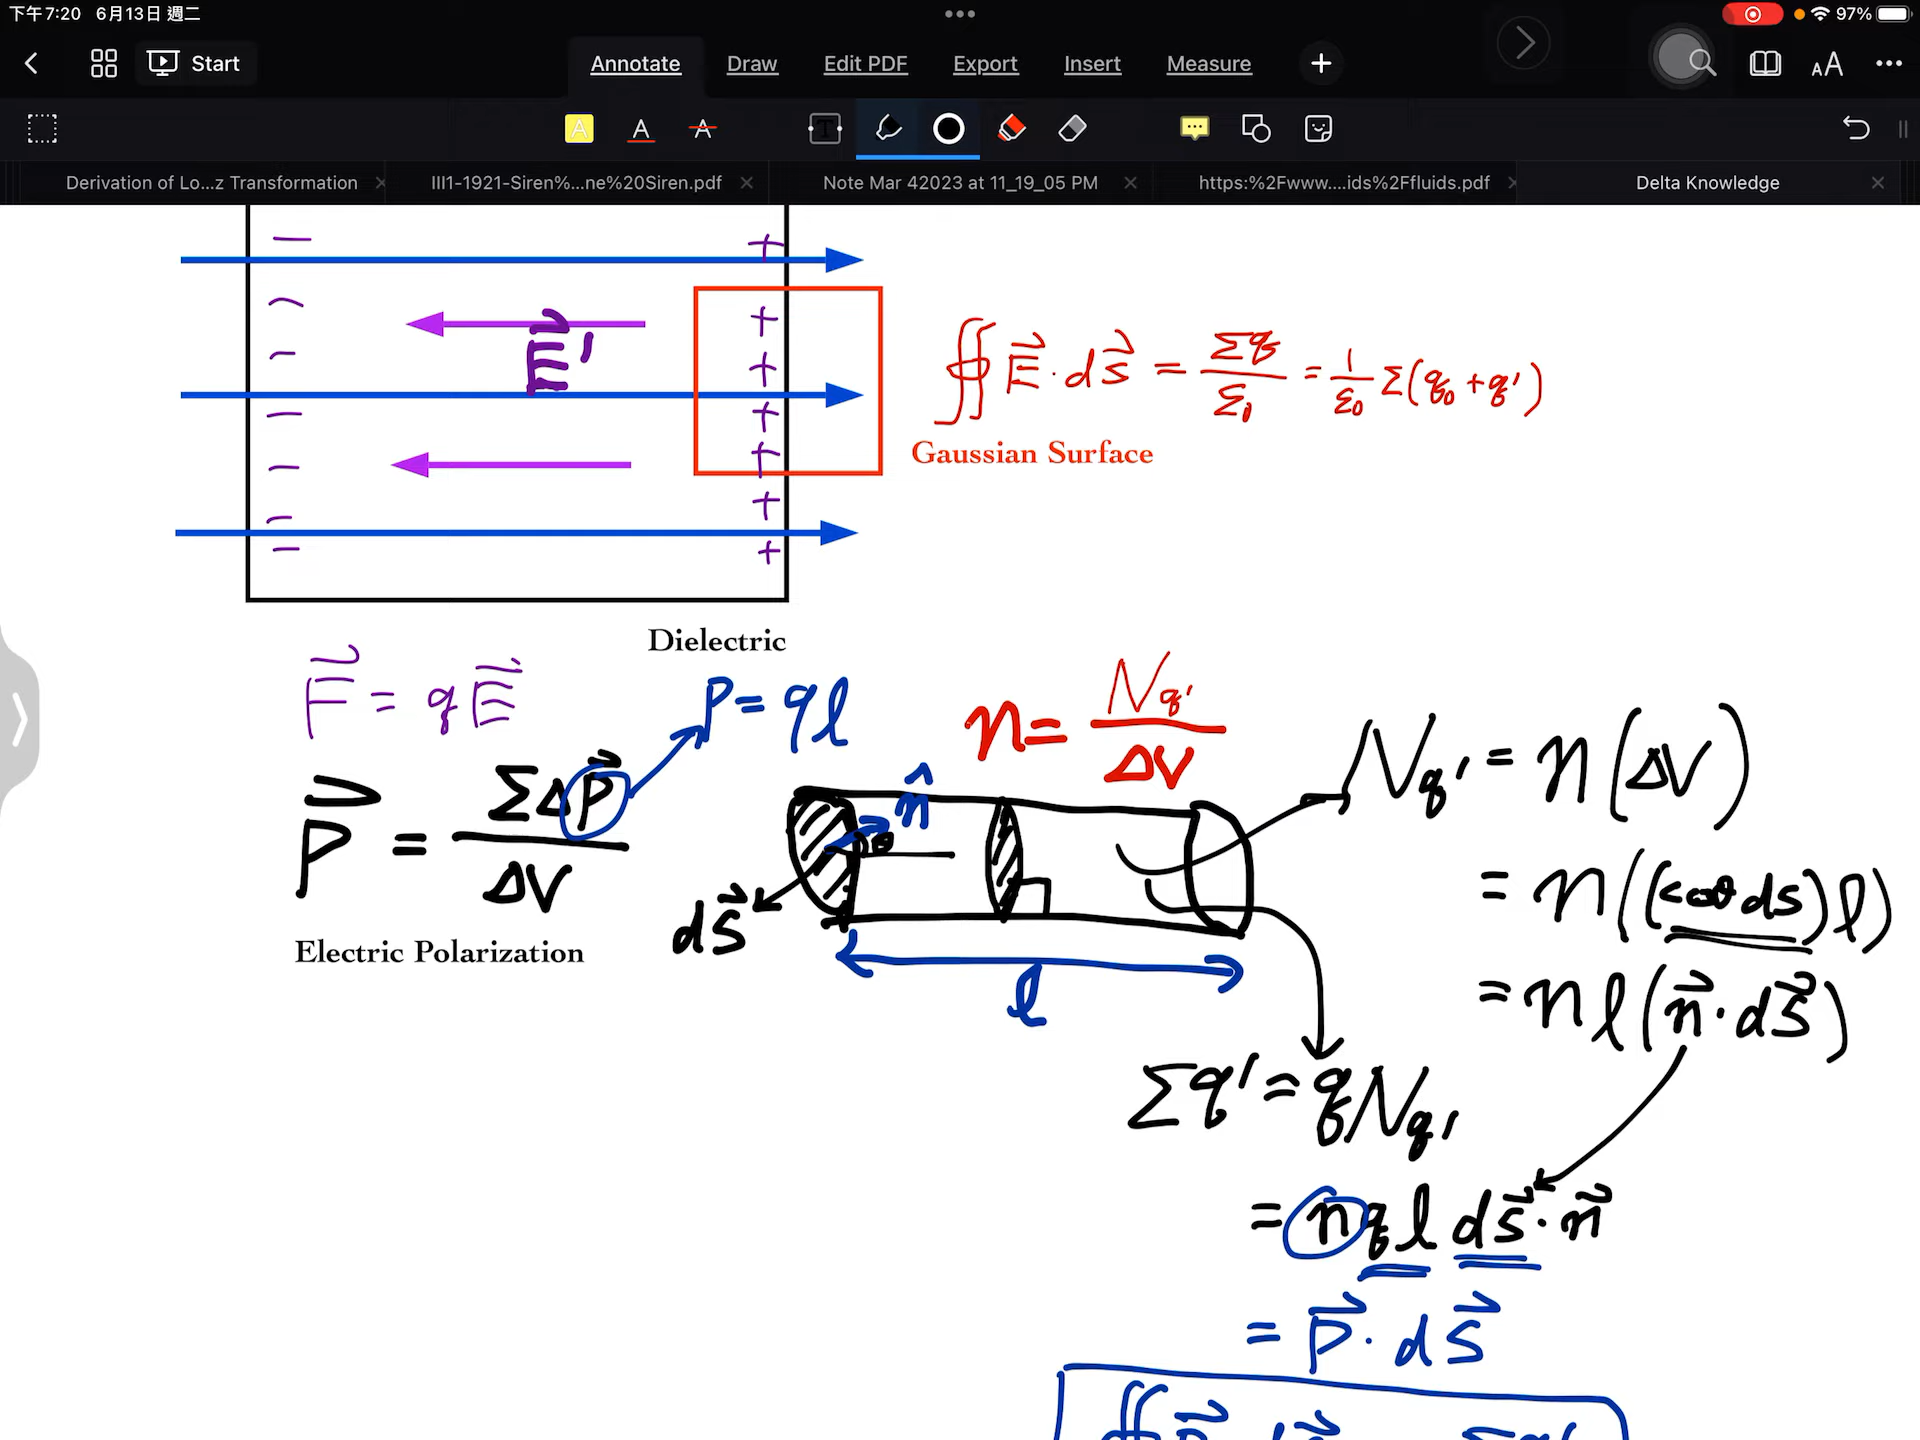 下午7:20 6月13日 週二
97%
Start
Annotate Draw Edit PDF Export Insert Measure
AA
A A A T
Derivation of Lo...z Transformation
III1-1921-Siren%...ne%20Siren.pdf
Note Mar 42023 at 11_19_05 PM
https:%2Fwww....ids%2Ffluids.pdf
Delta Knowledge
− − − − − − −
+ + + + + + +
E⃗'
∯ E⃗ · dS⃗ = Σq / ε₀ = 1/ε₀ Σ(q₀ + q')
Gaussian Surface
Dielectric
F⃗ = qE⃗
P = ql
n = Nq' / ΔV
Nq' = n(ΔV)
P⃗ = ΣΔP⃗ / ΔV
n̂
θ
= n((cosθ ds)l)
dS⃗
Electric Polarization
l
= nl(n⃗ · dS⃗)
Σq' = qNq'
= nql dS⃗ · n⃗
= P⃗ · dS⃗